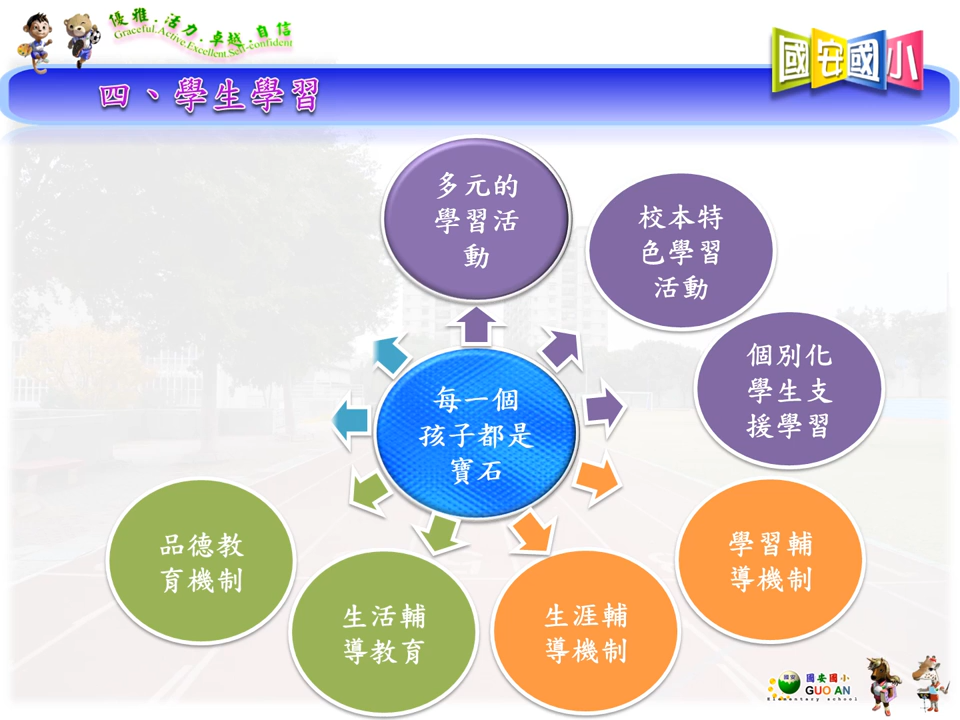 優雅.活力.卓越.自信
Graceful.Active.Excellent.Self-confident
國安國小
四、學生學習
多元的
學習活
動
校本特
色學習
活動
個別化
學生支
援學習
每一個
孩子都是
寶石
學習輔
導機制
生涯輔
導機制
生活輔
導教育
品德教
育機制
國安
國安國小
GUO AN
Elementary school